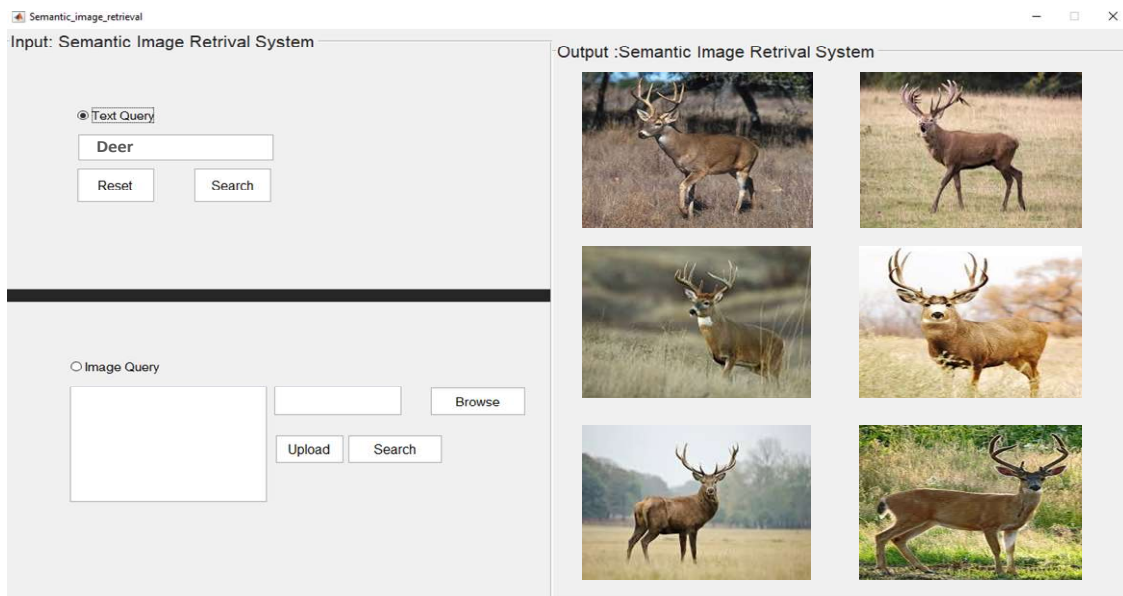 Semantic_image_retrieval
Input: Semantic Image Retrival System
Text Query
Deer
Reset Search
Image Query
Browse
Upload Search
Output :Semantic Image Retrival System